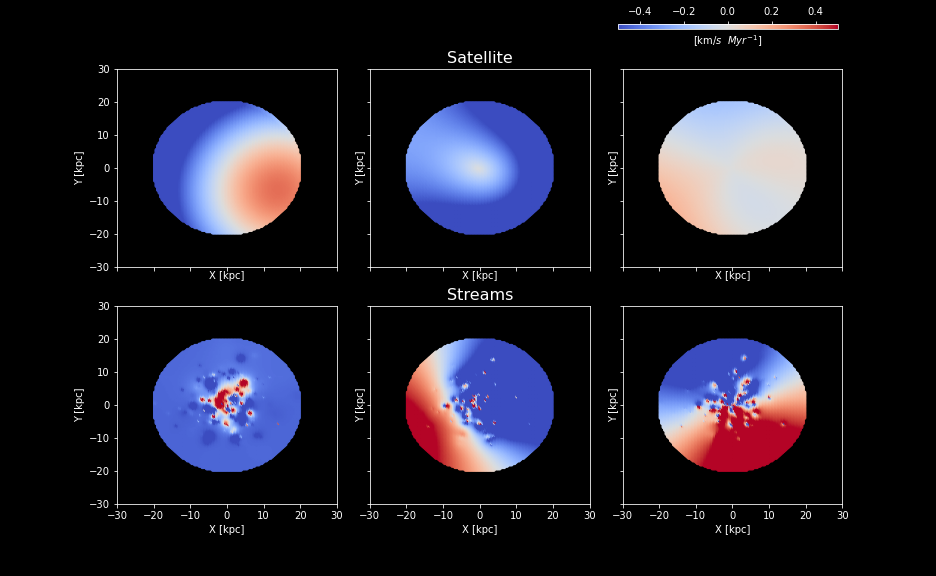 −0.4 −0.2 0.0 0.2 0.4
[km/s Myr⁻¹]
Satellite
30
20
10
0
−10
−20
−30
Y [kpc]
Y [kpc]
Y [kpc]
X [kpc]
X [kpc]
X [kpc]
Streams
30
20
10
0
−10
−20
−30
Y [kpc]
Y [kpc]
Y [kpc]
−30 −20 −10 0 10 20 30
−30 −20 −10 0 10 20 30
−30 −20 −10 0 10 20 30
X [kpc]
X [kpc]
X [kpc]